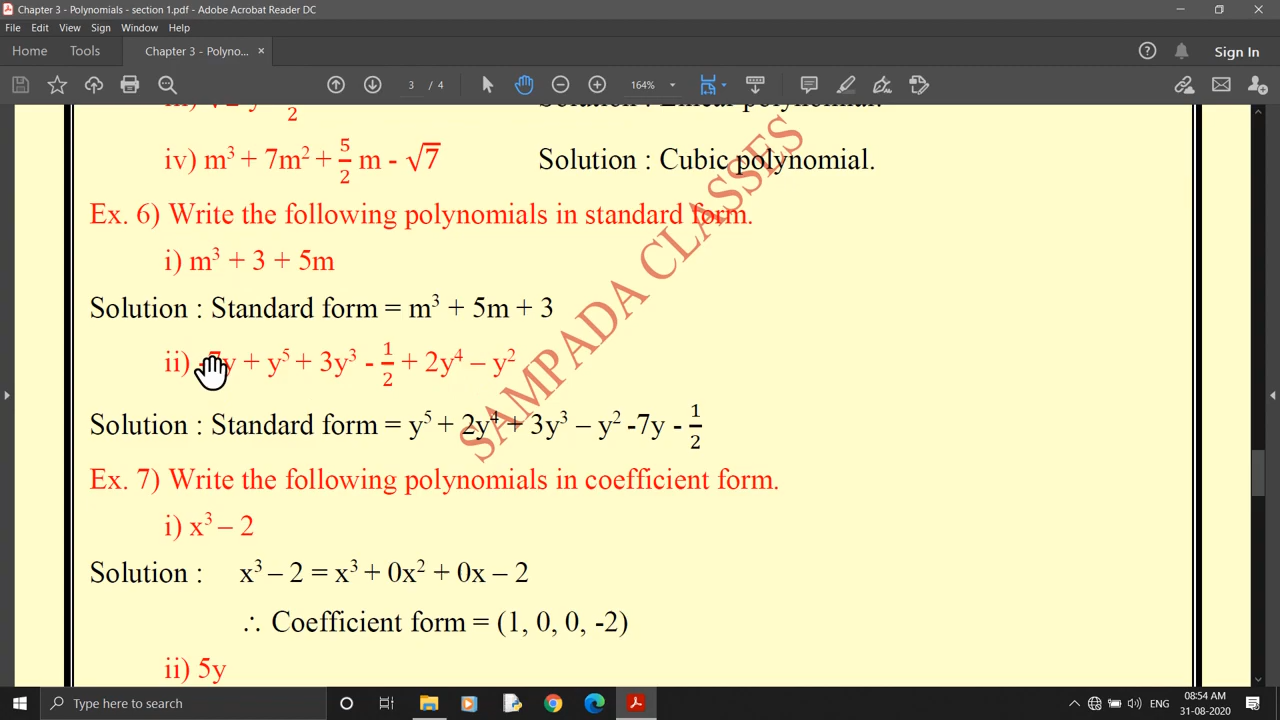 Chapter 3 - Polynomials - section 1.pdf - Adobe Acrobat Reader DC
File Edit View Sign Window Help
Home Tools Chapter 3 - Polyno... × Sign In
3 / 4 164%
2
iv) m³ + 7m² + 5/2 m - √7 Solution : Cubic polynomial.
Ex. 6) Write the following polynomials in standard form.
i) m³ + 3 + 5m
Solution : Standard form = m³ + 5m + 3
ii) -7y + y⁵ + 3y³ - 1/2 + 2y⁴ – y²
Solution : Standard form = y⁵ + 2y⁴ + 3y³ – y² -7y - 1/2
Ex. 7) Write the following polynomials in coefficient form.
i) x³ – 2
Solution : x³ – 2 = x³ + 0x² + 0x – 2
∴ Coefficient form = (1, 0, 0, -2)
ii) 5y
SAMPADA CLASSES
Type here to search
ENG
08:54 AM
31-08-2020